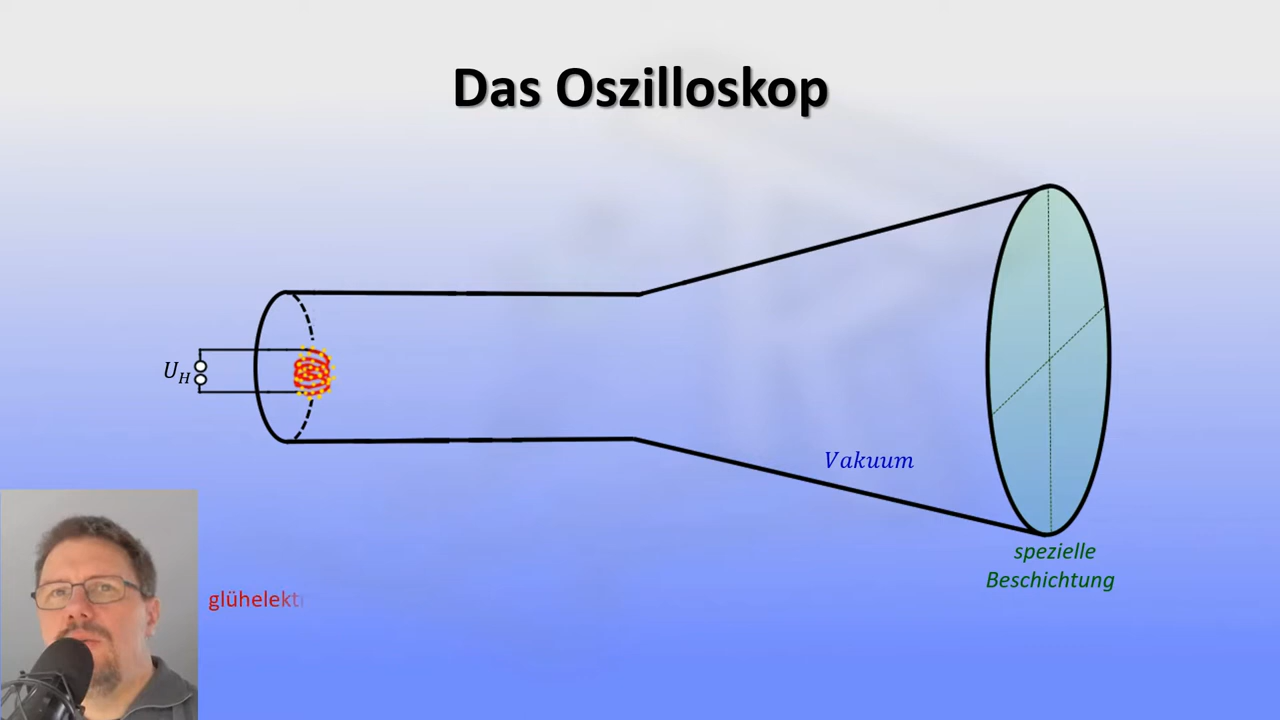 Das Oszilloskop
U_H
Vakuum
spezielle
Beschichtung
glühelekt